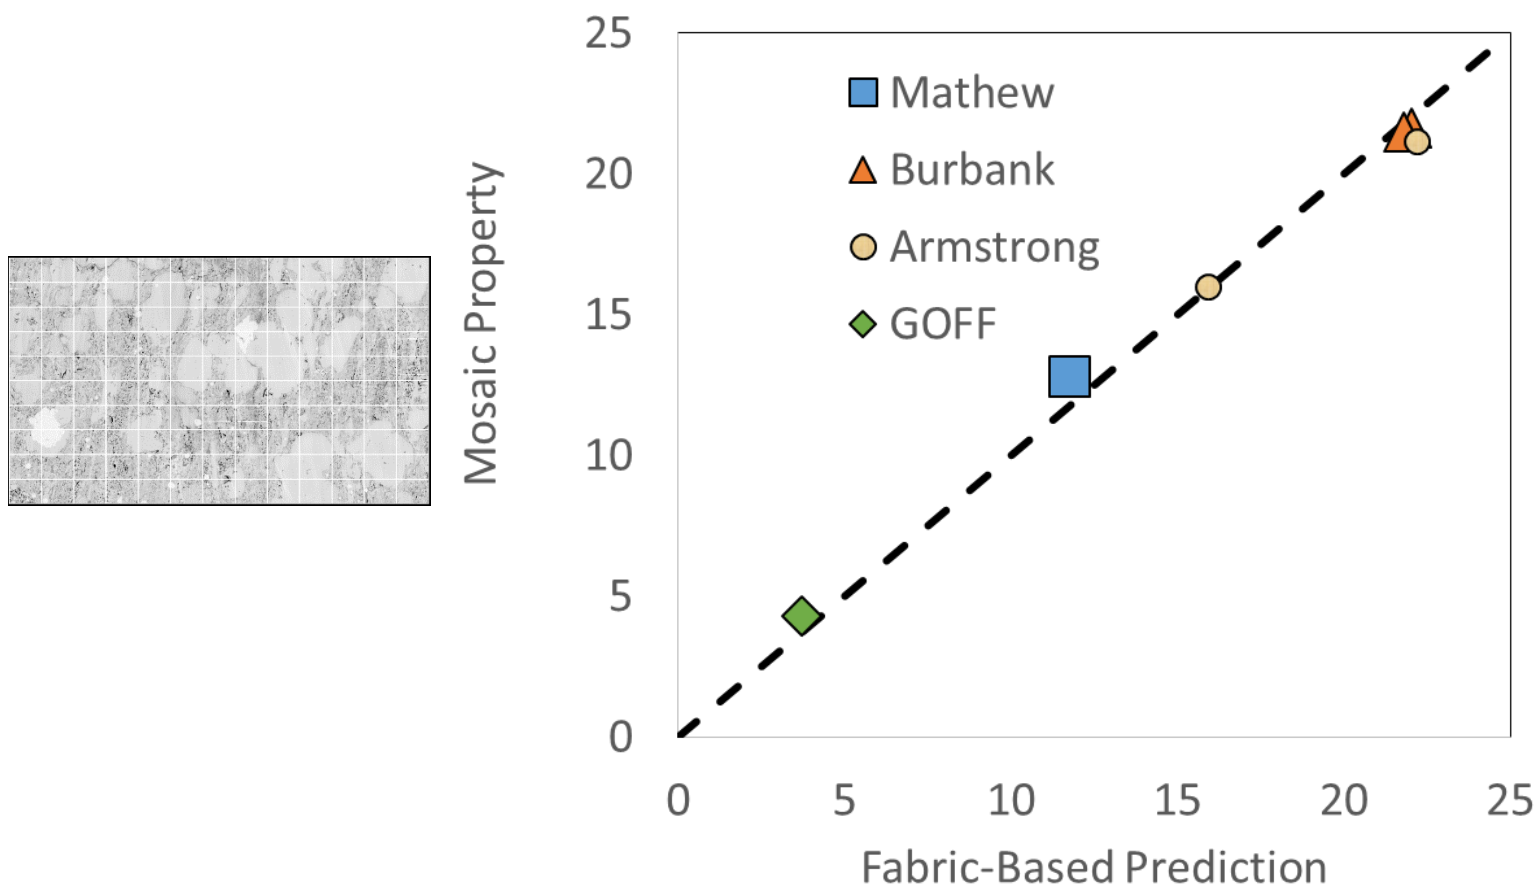 25
20
15
10
5
0
Mosaic Property
Mathew
Burbank
Armstrong
GOFF
0 5 10 15 20 25
Fabric-Based Prediction